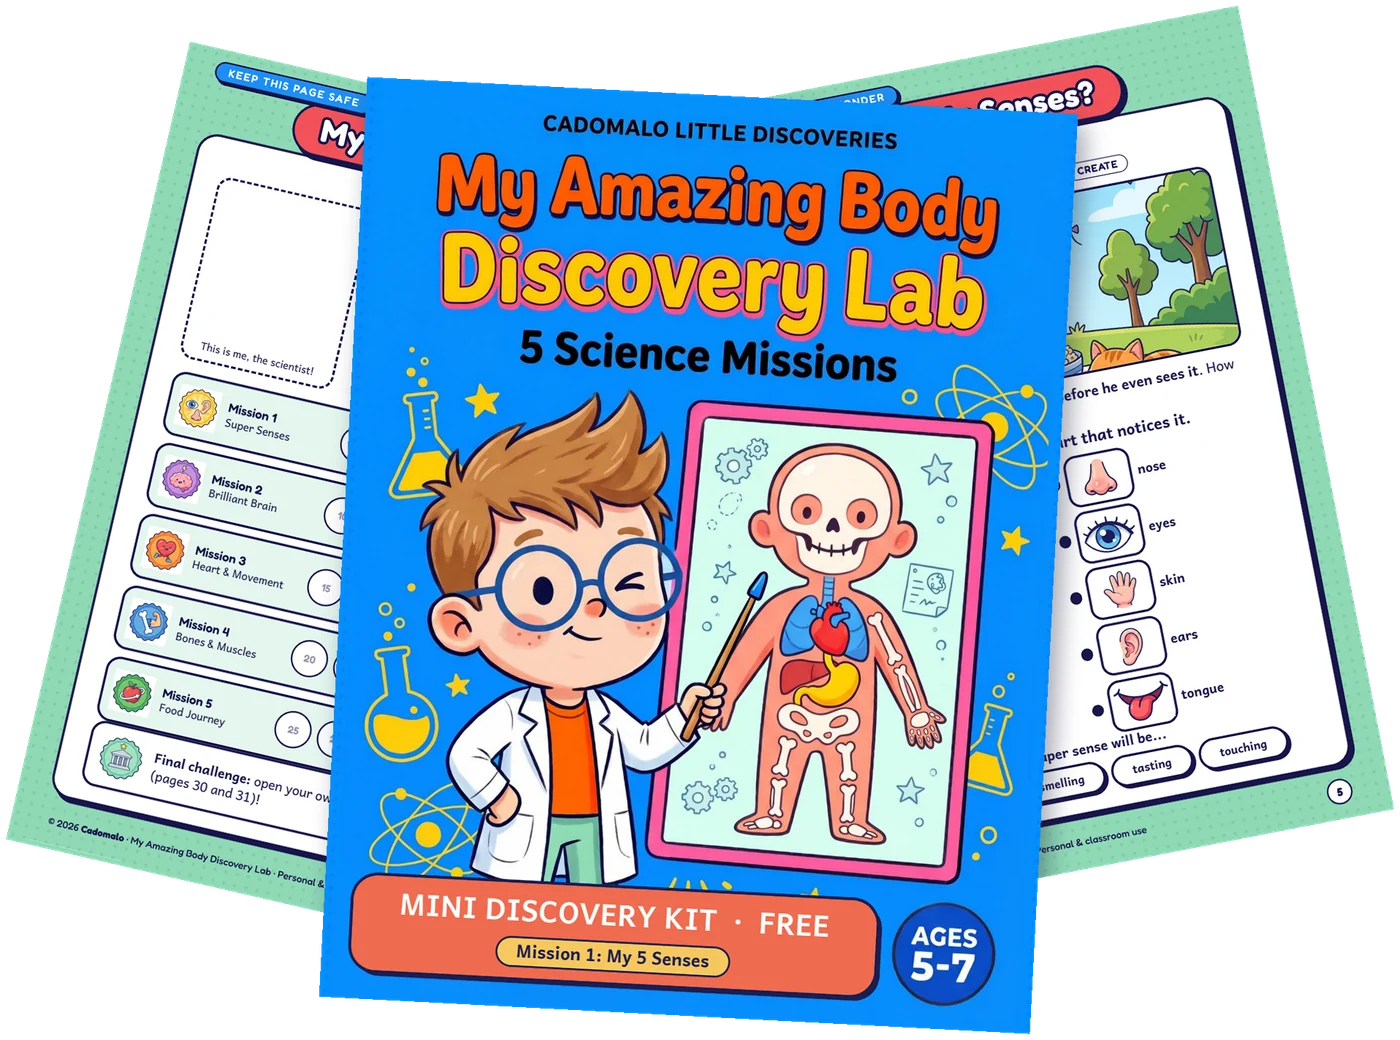 KEEP THIS PAGE SAFE
My
This is me, the scientist!
Mission 1
Super Senses
Mission 2
Brilliant Brain
Mission 3
Heart & Movement
15
Mission 4
Bones & Muscles
20
Mission 5
Food Journey
25
Final challenge: open your
(pages 30 and 31)!
© 2026 Cadomalo · My Amazing Body Discovery Lab · Personal &
CADOMALO LITTLE DISCOVERIES
My Amazing Body
Discovery Lab
5 Science Missions
MINI DISCOVERY KIT · FREE
Mission 1: My 5 Senses
AGES
5-7
Senses?
CREATE
before he even sees it. How
that notices it.
nose
eyes
skin
ears
tongue
sense will be...
smelling
tasting
touching
5
Personal & classroom use